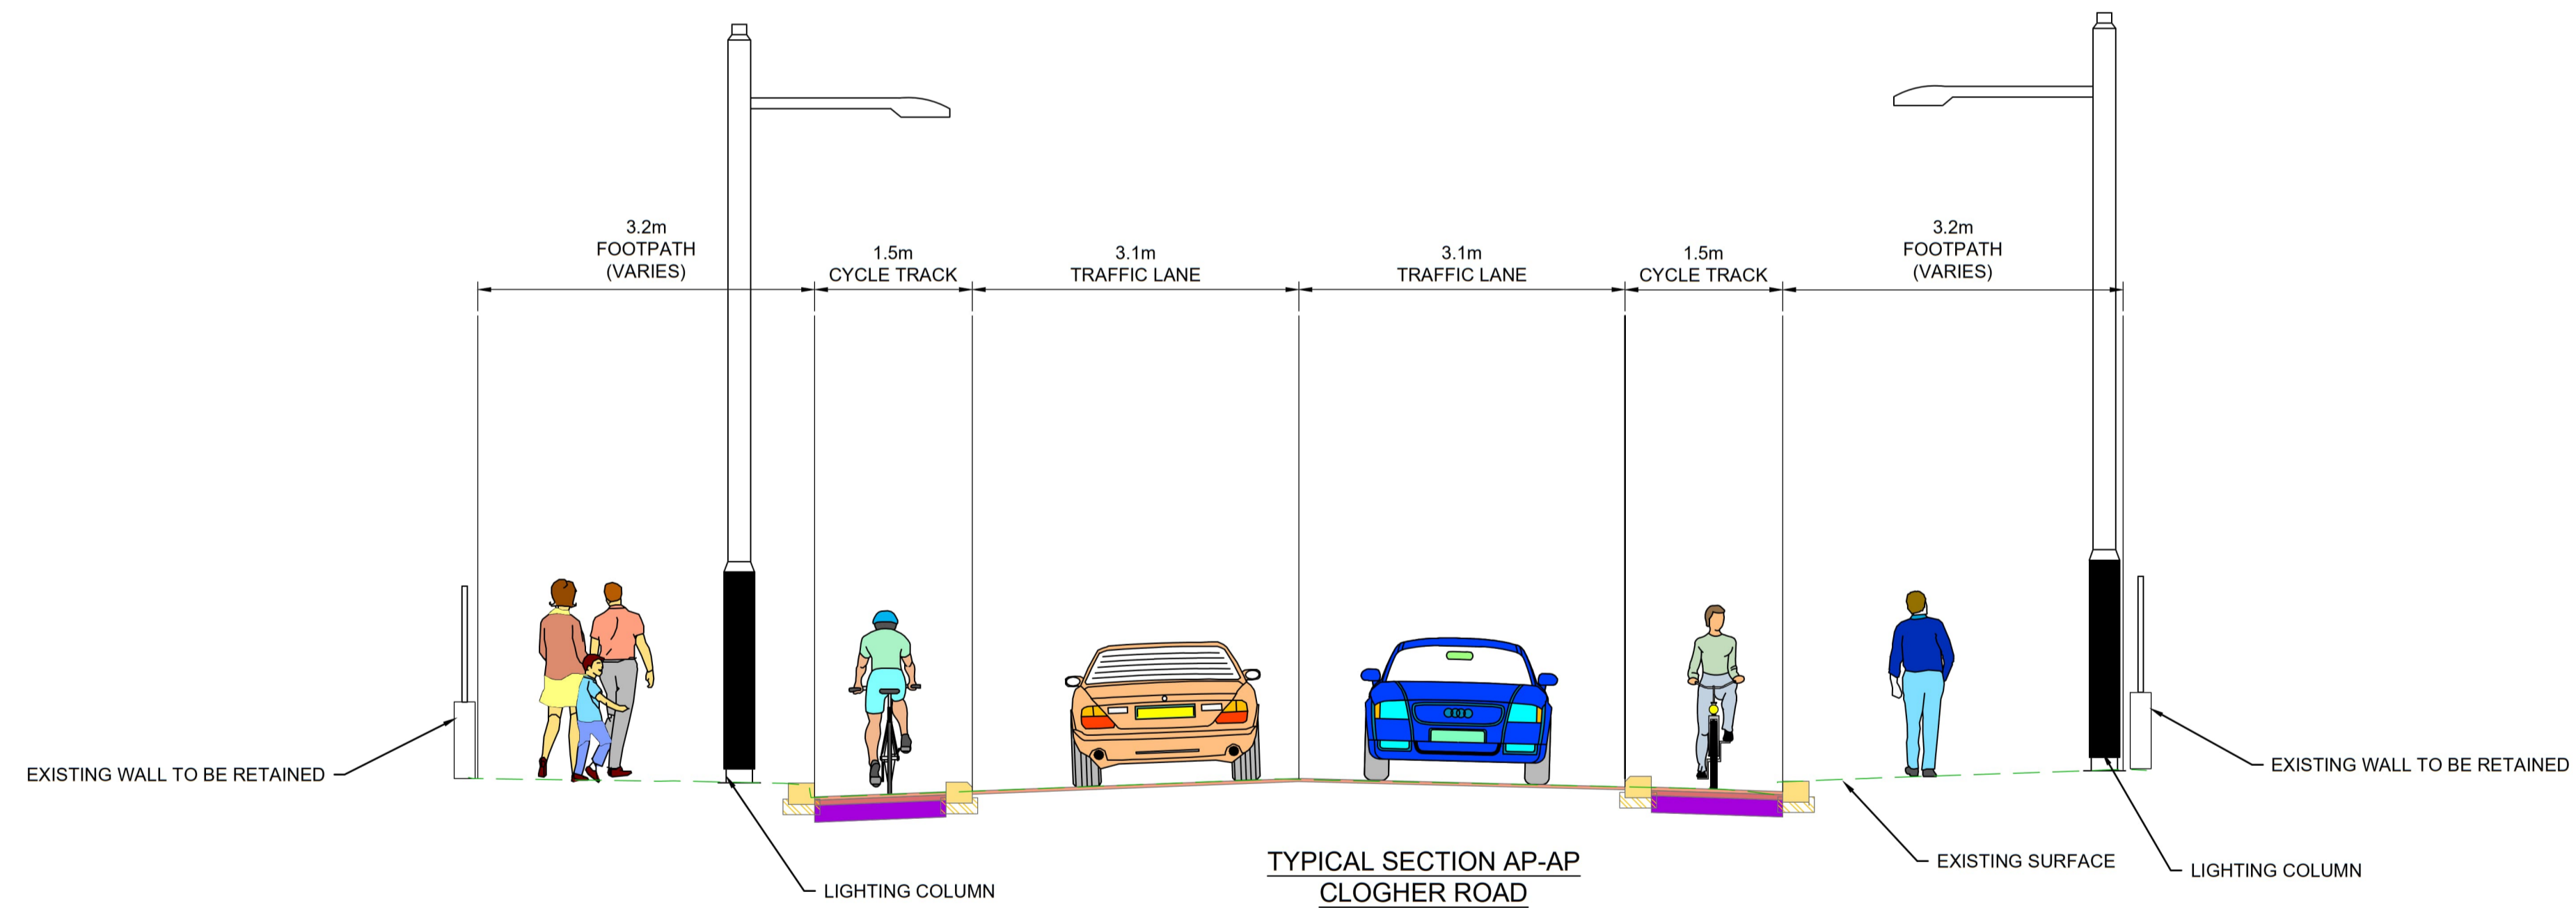 3.2m
FOOTPATH
(VARIES)
1.5m
CYCLE TRACK
3.1m
TRAFFIC LANE
3.1m
TRAFFIC LANE
1.5m
CYCLE TRACK
3.2m
FOOTPATH
(VARIES)
EXISTING WALL TO BE RETAINED
EXISTING WALL TO BE RETAINED
LIGHTING COLUMN
TYPICAL SECTION AP-AP
CLOGHER ROAD
EXISTING SURFACE
LIGHTING COLUMN